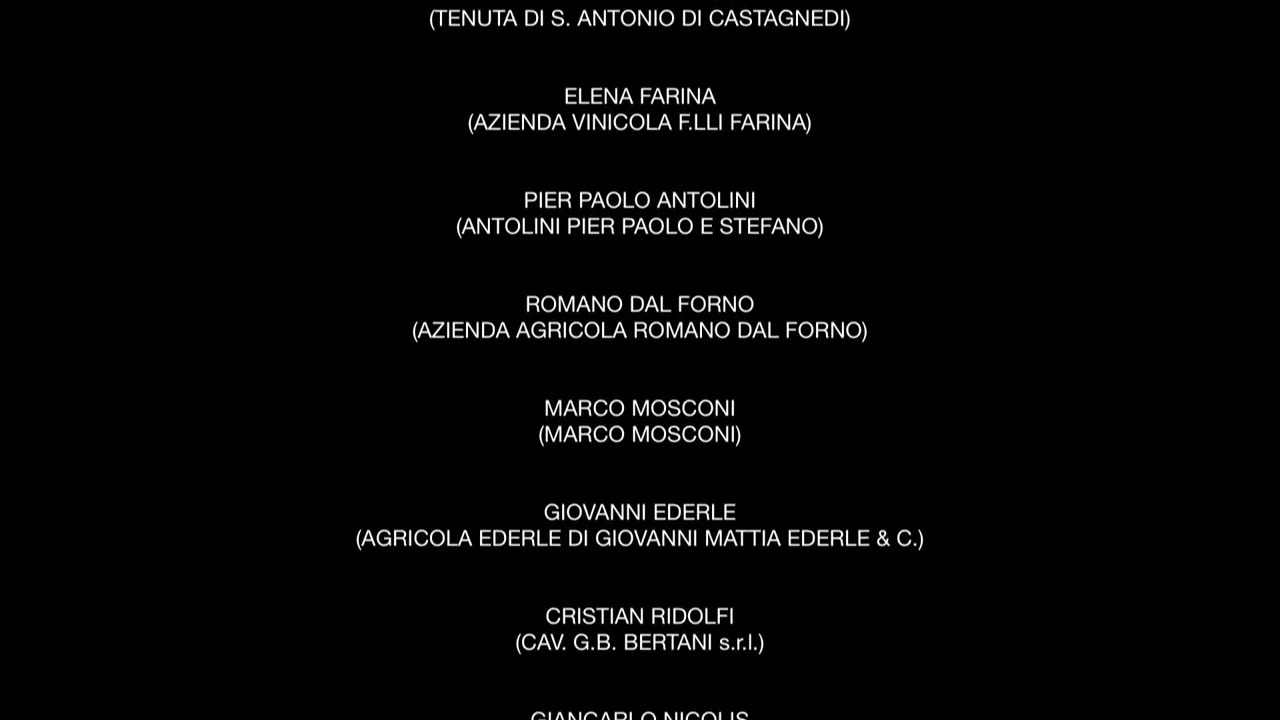 (TENUTA DI S. ANTONIO DI CASTAGNEDI)
ELENA FARINA
(AZIENDA VINICOLA F.LLI FARINA)
PIER PAOLO ANTOLINI
(ANTOLINI PIER PAOLO E STEFANO)
ROMANO DAL FORNO
(AZIENDA AGRICOLA ROMANO DAL FORNO)
MARCO MOSCONI
(MARCO MOSCONI)
GIOVANNI EDERLE
(AGRICOLA EDERLE DI GIOVANNI MATTIA EDERLE & C.)
CRISTIAN RIDOLFI
(CAV. G.B. BERTANI s.r.l.)
GIANCARLO NICOLIS